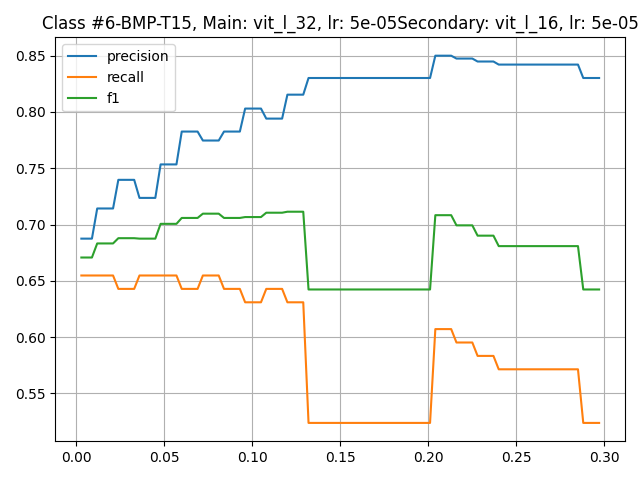 Class #6-BMP-T15, Main: vit_l_32, lr: 5e-05Secondary: vit_l_16, lr: 5e-05
precision
recall
f1
0.85
0.80
0.75
0.70
0.65
0.60
0.55
0.00 0.05 0.10 0.15 0.20 0.25 0.30